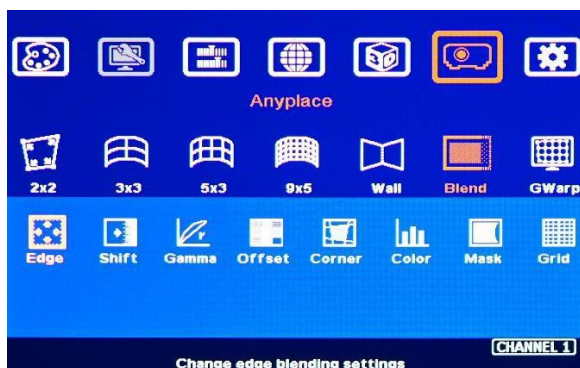 3D
Anyplace
2x2 3x3 5x3 9x5 Wall Blend GWarp
r
Edge Shift Gamma Offset Corner Color Mask Grid
CHANNEL 1
Change edge blending settings